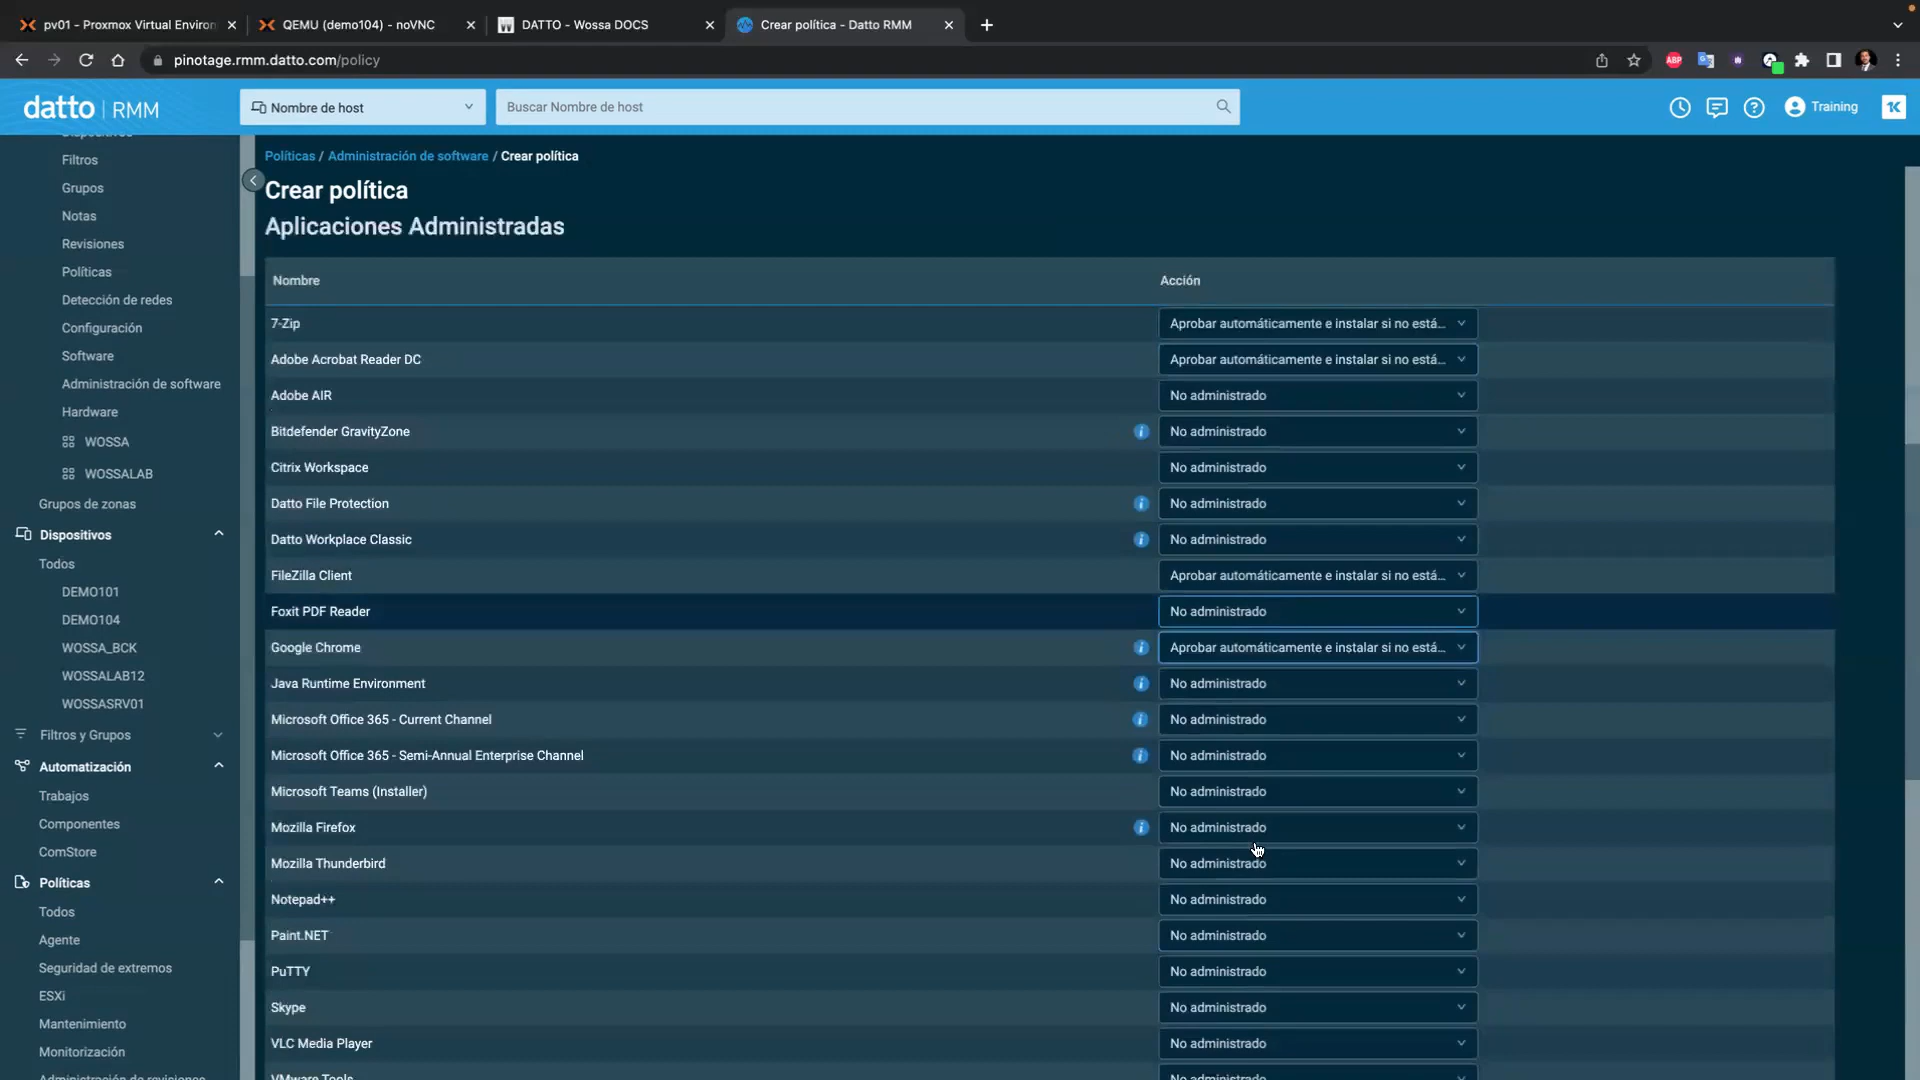 pv01 - Proxmox Virtual Environ
QEMU (demo104) - noVNC
DATTO - Wossa DOCS
Crear política - Datto RMM
pinotage.rmm.datto.com/policy
ABP
datto | RMM
Nombre de host
Buscar Nombre de host
Training
Dispositivos
Filtros
Grupos
Notas
Revisiones
Políticas
Detección de redes
Configuración
Software
Administración de software
Hardware
WOSSA
WOSSALAB
Grupos de zonas
Dispositivos
Todos
DEMO101
DEMO104
WOSSA_BCK
WOSSALAB12
WOSSASRV01
Filtros y Grupos
Automatización
Trabajos
Componentes
ComStore
Políticas
Todos
Agente
Seguridad de extremos
ESXi
Mantenimiento
Monitorización
Administración de revisiones
Políticas / Administración de software / Crear política
Crear política
Aplicaciones Administradas
Nombre Acción
7-Zip Aprobar automáticamente e instalar si no está...
Adobe Acrobat Reader DC Aprobar automáticamente e instalar si no está...
Adobe AIR No administrado
Bitdefender GravityZone No administrado
Citrix Workspace No administrado
Datto File Protection No administrado
Datto Workplace Classic No administrado
FileZilla Client Aprobar automáticamente e instalar si no está...
Foxit PDF Reader No administrado
Google Chrome Aprobar automáticamente e instalar si no está...
Java Runtime Environment No administrado
Microsoft Office 365 - Current Channel No administrado
Microsoft Office 365 - Semi-Annual Enterprise Channel No administrado
Microsoft Teams (Installer) No administrado
Mozilla Firefox No administrado
Mozilla Thunderbird No administrado
Notepad++ No administrado
Paint.NET No administrado
PuTTY No administrado
Skype No administrado
VLC Media Player No administrado
VMware Tools No administrado